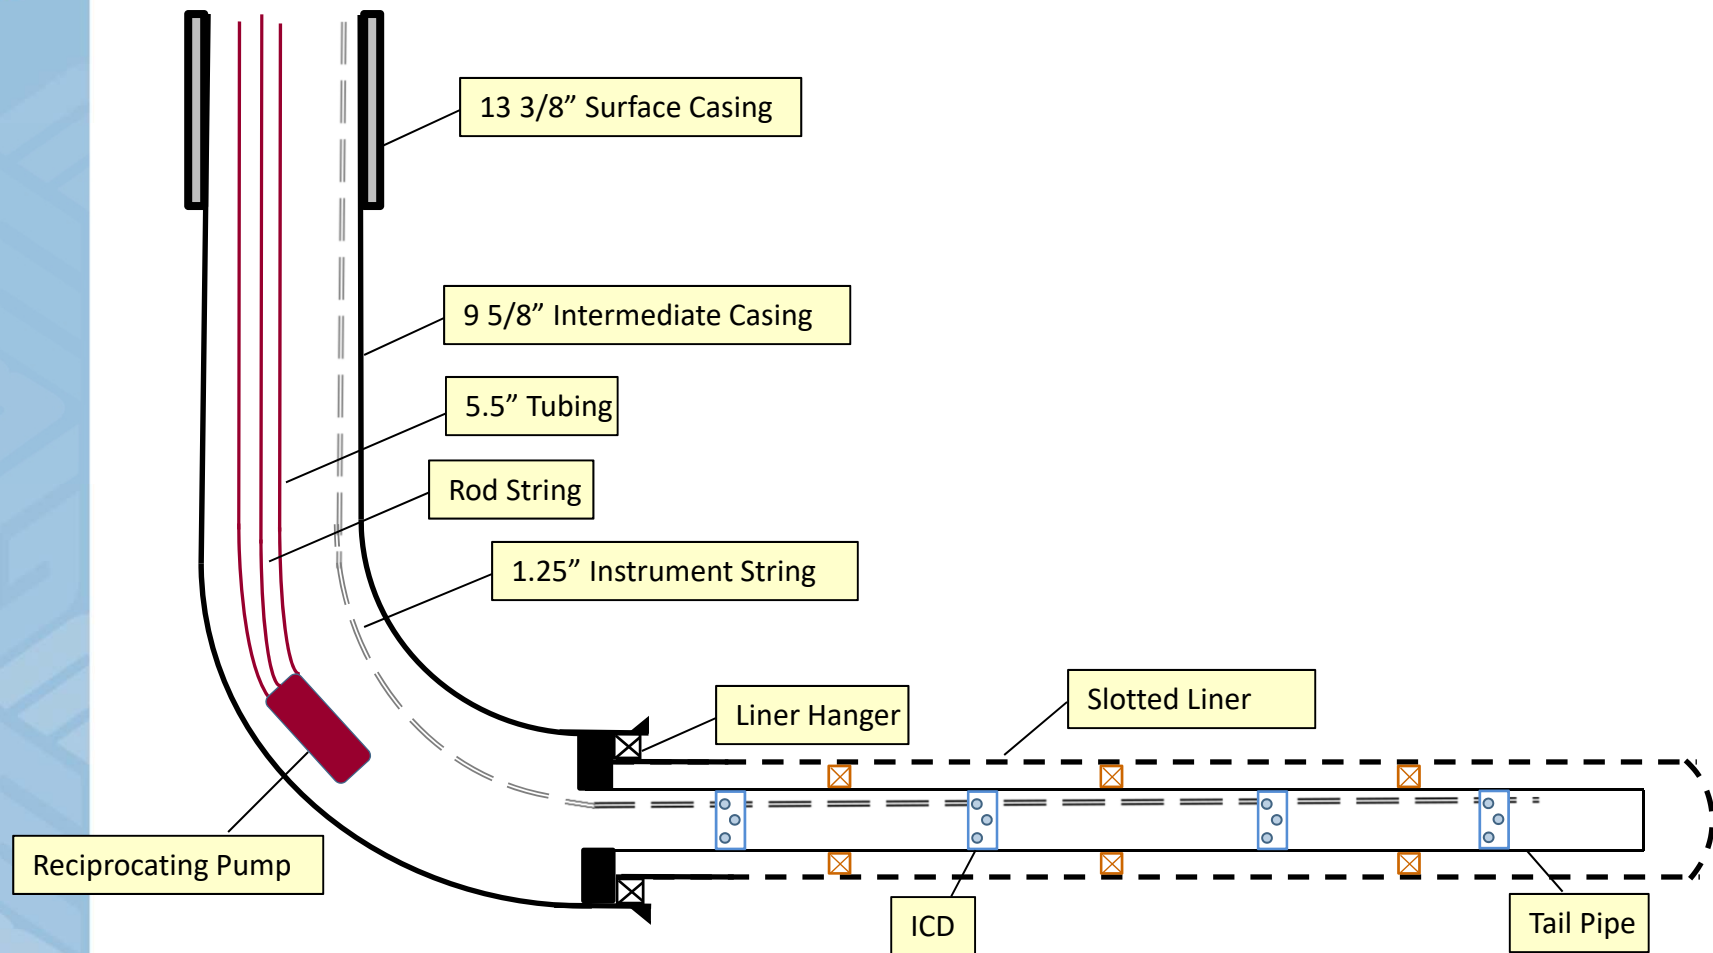 13 3/8” Surface Casing
9 5/8” Intermediate Casing
5.5” Tubing
Rod String
1.25” Instrument String
Liner Hanger
Slotted Liner
Reciprocating Pump
ICD
Tail Pipe